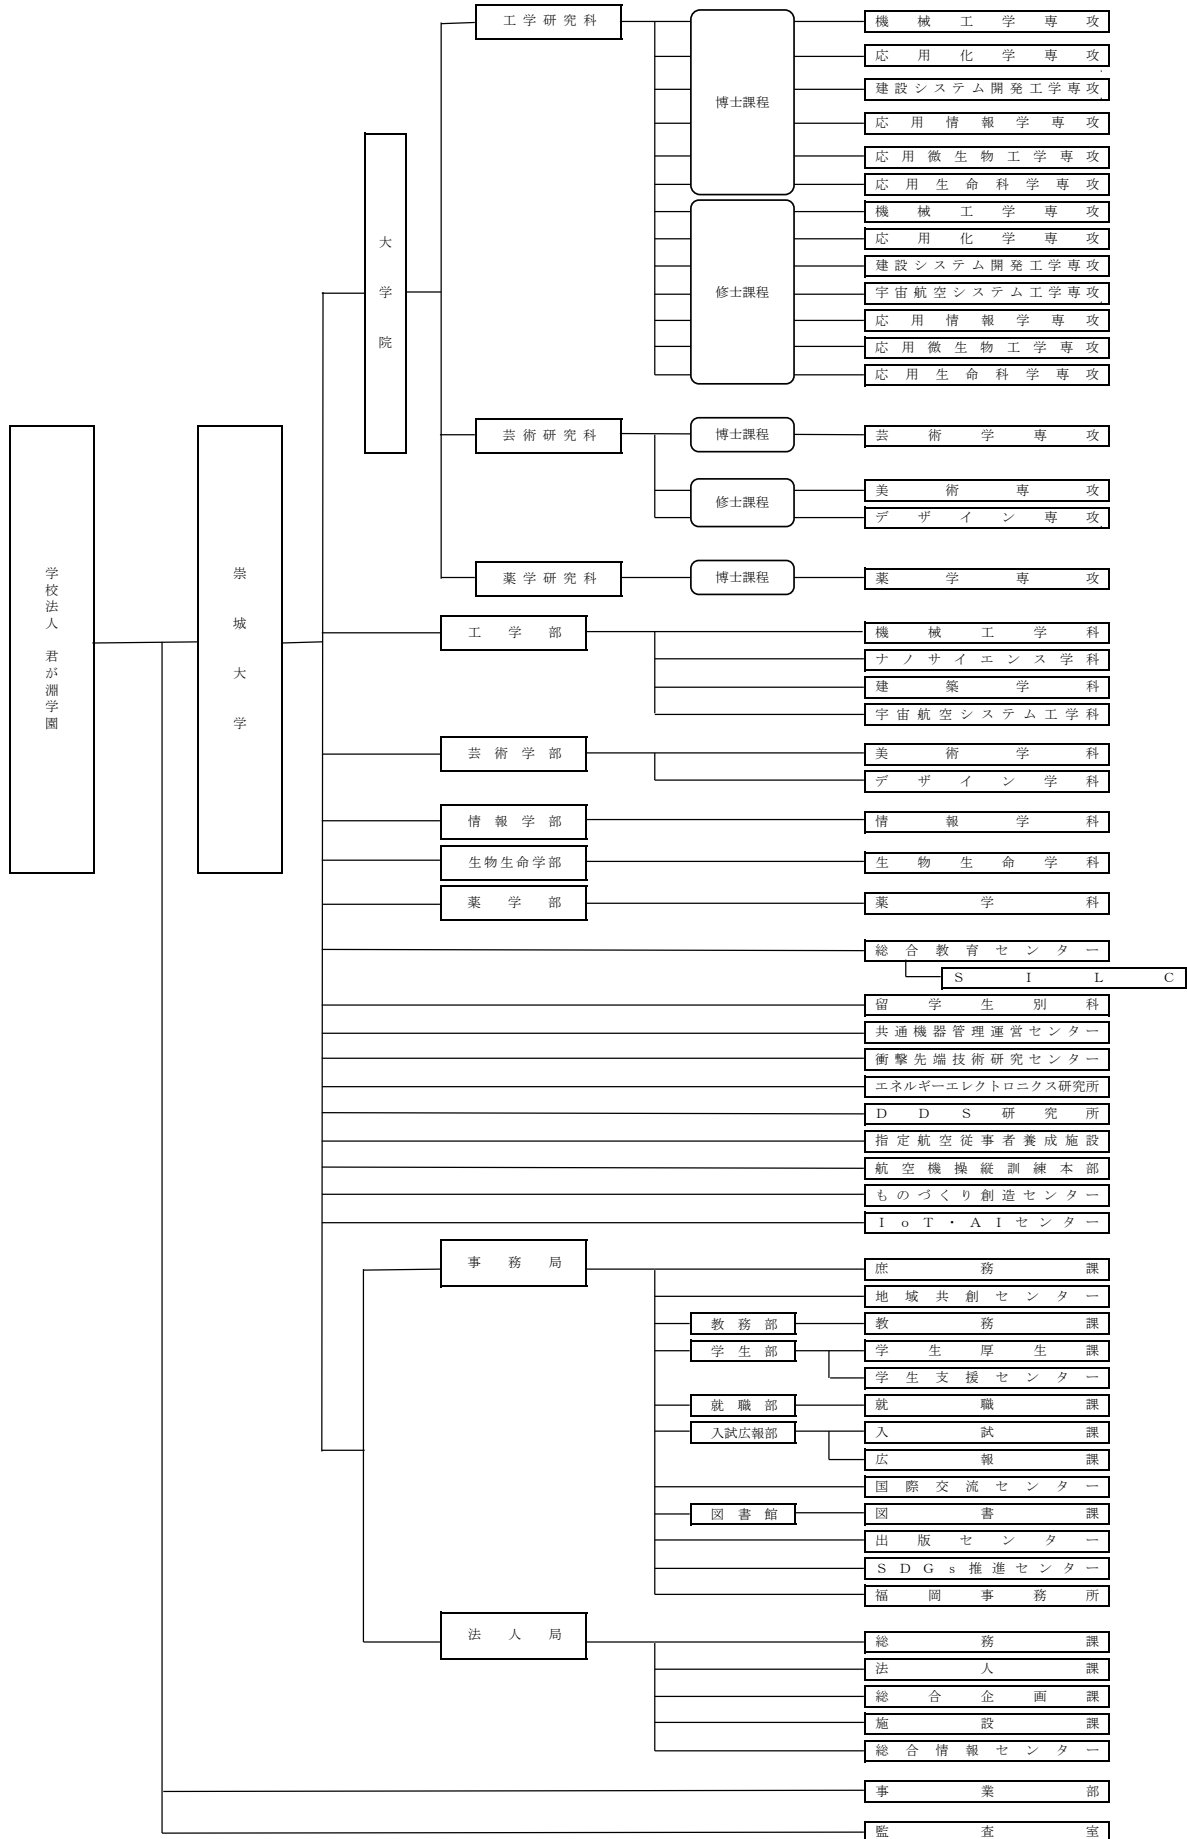 学校法人 君が淵学園
崇城大学
大学院
工学研究科
博士課程
機械工学専攻
応用化学専攻
建設システム開発工学専攻
応用情報学専攻
応用微生物工学専攻
応用生命科学専攻
修士課程
機械工学専攻
応用化学専攻
建設システム開発工学専攻
宇宙航空システム工学専攻
応用情報学専攻
応用微生物工学専攻
応用生命科学専攻
芸術研究科
博士課程
芸術学専攻
修士課程
美術専攻
デザイン専攻
薬学研究科
博士課程
薬学専攻
工学部
機械工学科
ナノサイエンス学科
建築学科
宇宙航空システム工学科
芸術学部
美術学科
デザイン学科
情報学部
情報学科
生物生命学部
生物生命学科
薬学部
薬学科
総合教育センター
SILC
留学生別科
共通機器管理運営センター
衝撃先端技術研究センター
エネルギーエレクトロニクス研究所
DDS研究所
指定航空従事者養成施設
航空機操縦訓練本部
ものづくり創造センター
IoT・AIセンター
事務局
庶務課
地域共創センター
教務部
教務課
学生部
学生厚生課
学生支援センター
就職部
就職課
入試広報部
入試課
広報課
国際交流センター
図書館
図書課
出版センター
SDGs推進センター
福岡事務所
法人局
総務課
法人課
総合企画課
施設課
総合情報センター
事業部
監査室